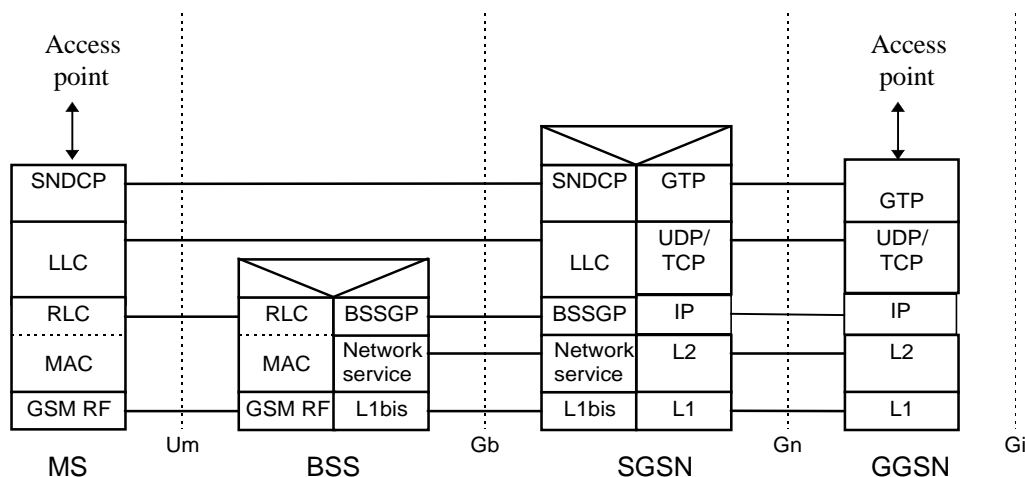 Access
point
Access
point
SNDCP
SNDCP
GTP
GTP
LLC
LLC
UDP/
TCP
UDP/
TCP
RLC
RLC
BSSGP
BSSGP
IP
IP
MAC
MAC
Network
service
Network
service
L2
L2
GSM RF
GSM RF
L1bis
L1bis
L1
L1
Um
Gb
Gn
Gi
MS
BSS
SGSN
GGSN